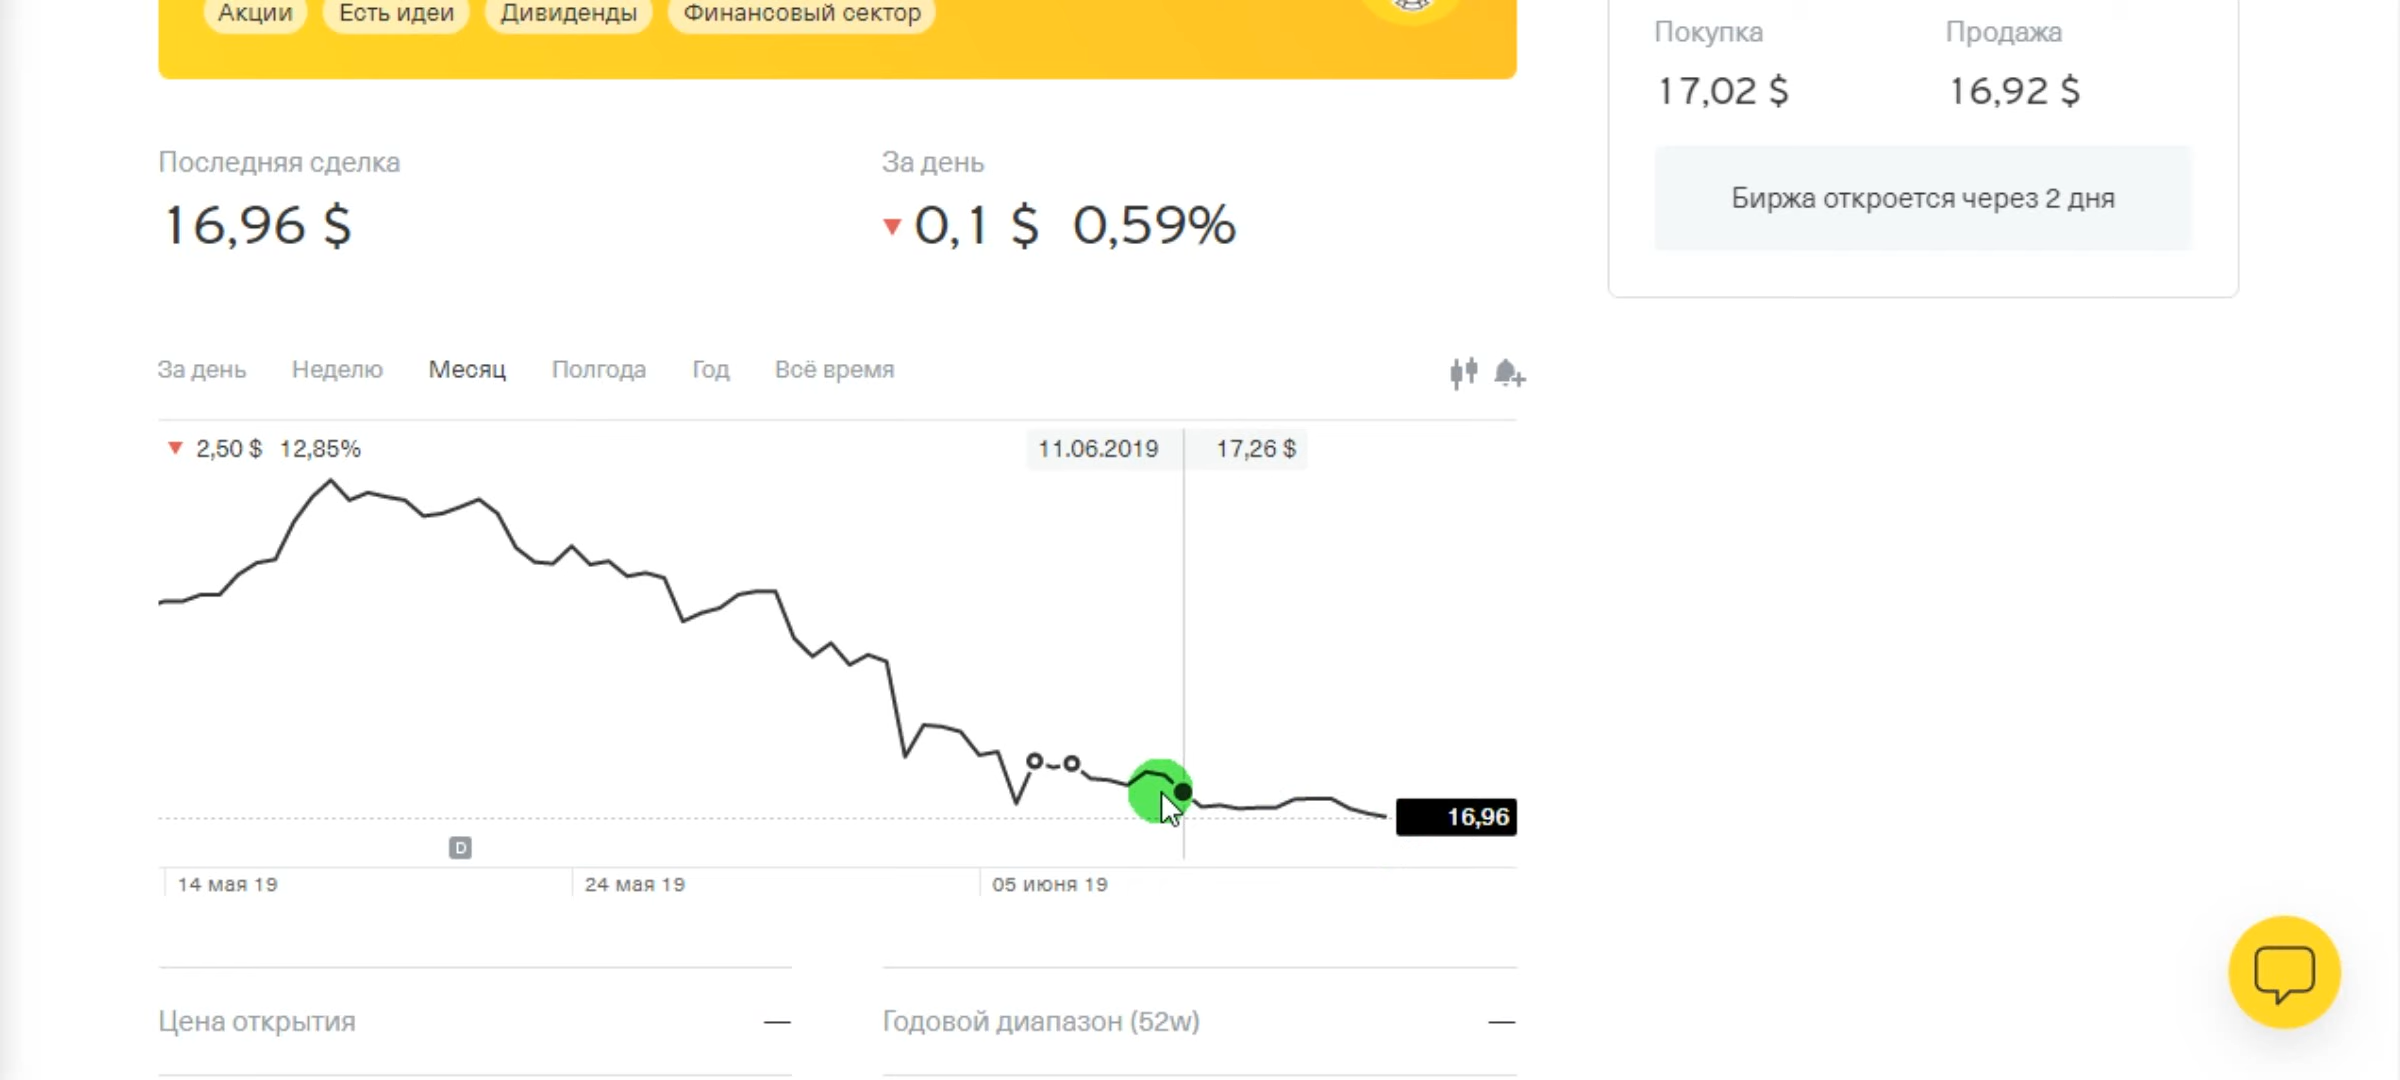 Акции Есть идеи Дивиденды Финансовый сектор
Покупка Продажа
17,02 $ 16,92 $
Биржа откроется через 2 дня
Последняя сделка За день
16,96 $ 0,1 $ 0,59%
За день Неделю Месяц Полгода Год Всё время
2,50 $ 12,85% 11.06.2019 17,26 $
16,96
D
14 мая 19 24 мая 19 05 июня 19
Цена открытия — Годовой диапазон (52w) —